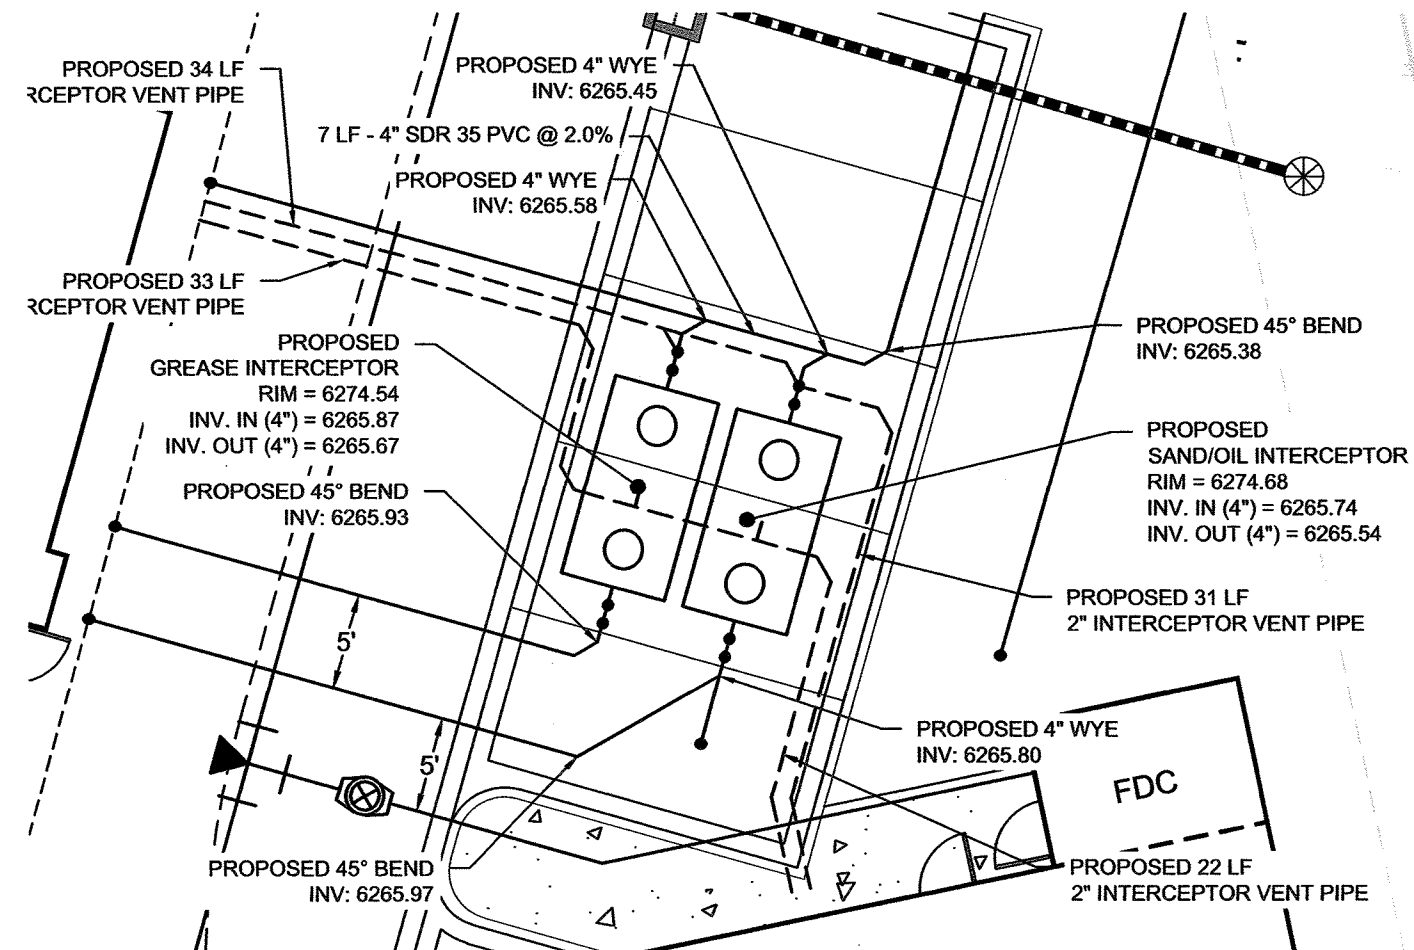 PROPOSED 34 LF
RCEPTOR VENT PIPE
PROPOSED 4" WYE
INV: 6265.45
7 LF - 4" SDR 35 PVC @ 2.0%
PROPOSED 4" WYE
INV: 6265.58
PROPOSED 33 LF
RCEPTOR VENT PIPE
PROPOSED
GREASE INTERCEPTOR
RIM = 6274.54
INV. IN (4") = 6265.87
INV. OUT (4") = 6265.67
PROPOSED 45° BEND
INV: 6265.93
PROPOSED 45° BEND
INV: 6265.38
PROPOSED
SAND/OIL INTERCEPTOR
RIM = 6274.68
INV. IN (4") = 6265.74
INV. OUT (4") = 6265.54
PROPOSED 31 LF
2" INTERCEPTOR VENT PIPE
5'
5'
PROPOSED 4" WYE
INV: 6265.80
FDC
PROPOSED 45° BEND
INV: 6265.97
PROPOSED 22 LF
2" INTERCEPTOR VENT PIPE